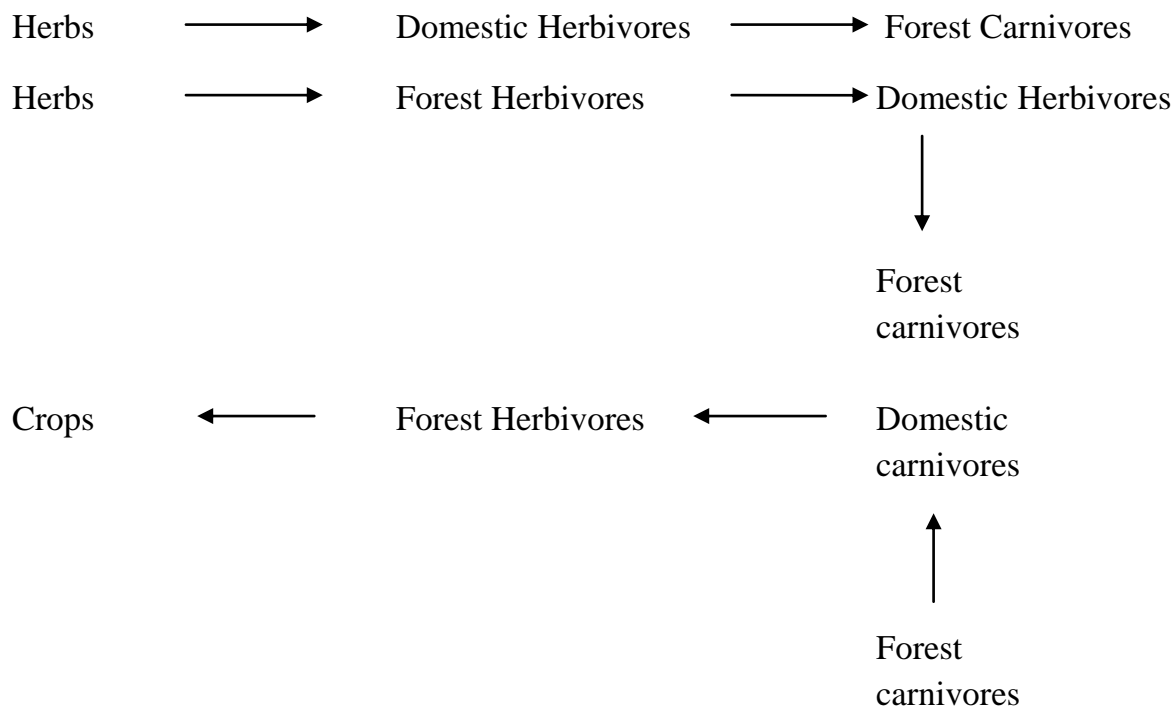 Herbs Domestic Herbivores Forest Carnivores
Herbs Forest Herbivores Domestic Herbivores
Forest
carnivores
Crops Forest Herbivores Domestic
carnivores
Forest
carnivores